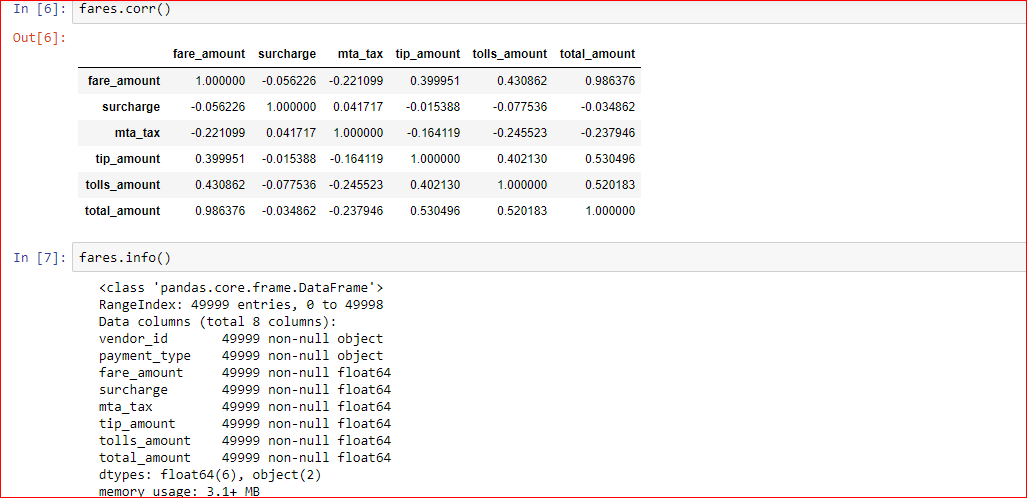 In [6]: fares.corr()
Out[6]:
fare_amount surcharge mta_tax tip_amount tolls_amount total_amount
fare_amount 1.000000 -0.056226 -0.221099 0.399951 0.430862 0.986376
surcharge -0.056226 1.000000 0.041717 -0.015388 -0.077536 -0.034862
mta_tax -0.221099 0.041717 1.000000 -0.164119 -0.245523 -0.237946
tip_amount 0.399951 -0.015388 -0.164119 1.000000 0.402130 0.530496
tolls_amount 0.430862 -0.077536 -0.245523 0.402130 1.000000 0.520183
total_amount 0.986376 -0.034862 -0.237946 0.530496 0.520183 1.000000
In [7]: fares.info()
<class 'pandas.core.frame.DataFrame'>
RangeIndex: 49999 entries, 0 to 49998
Data columns (total 8 columns):
vendor_id 49999 non-null object
payment_type 49999 non-null object
fare_amount 49999 non-null float64
surcharge 49999 non-null float64
mta_tax 49999 non-null float64
tip_amount 49999 non-null float64
tolls_amount 49999 non-null float64
total_amount 49999 non-null float64
dtypes: float64(6), object(2)
memory usage: 3.1+ MB